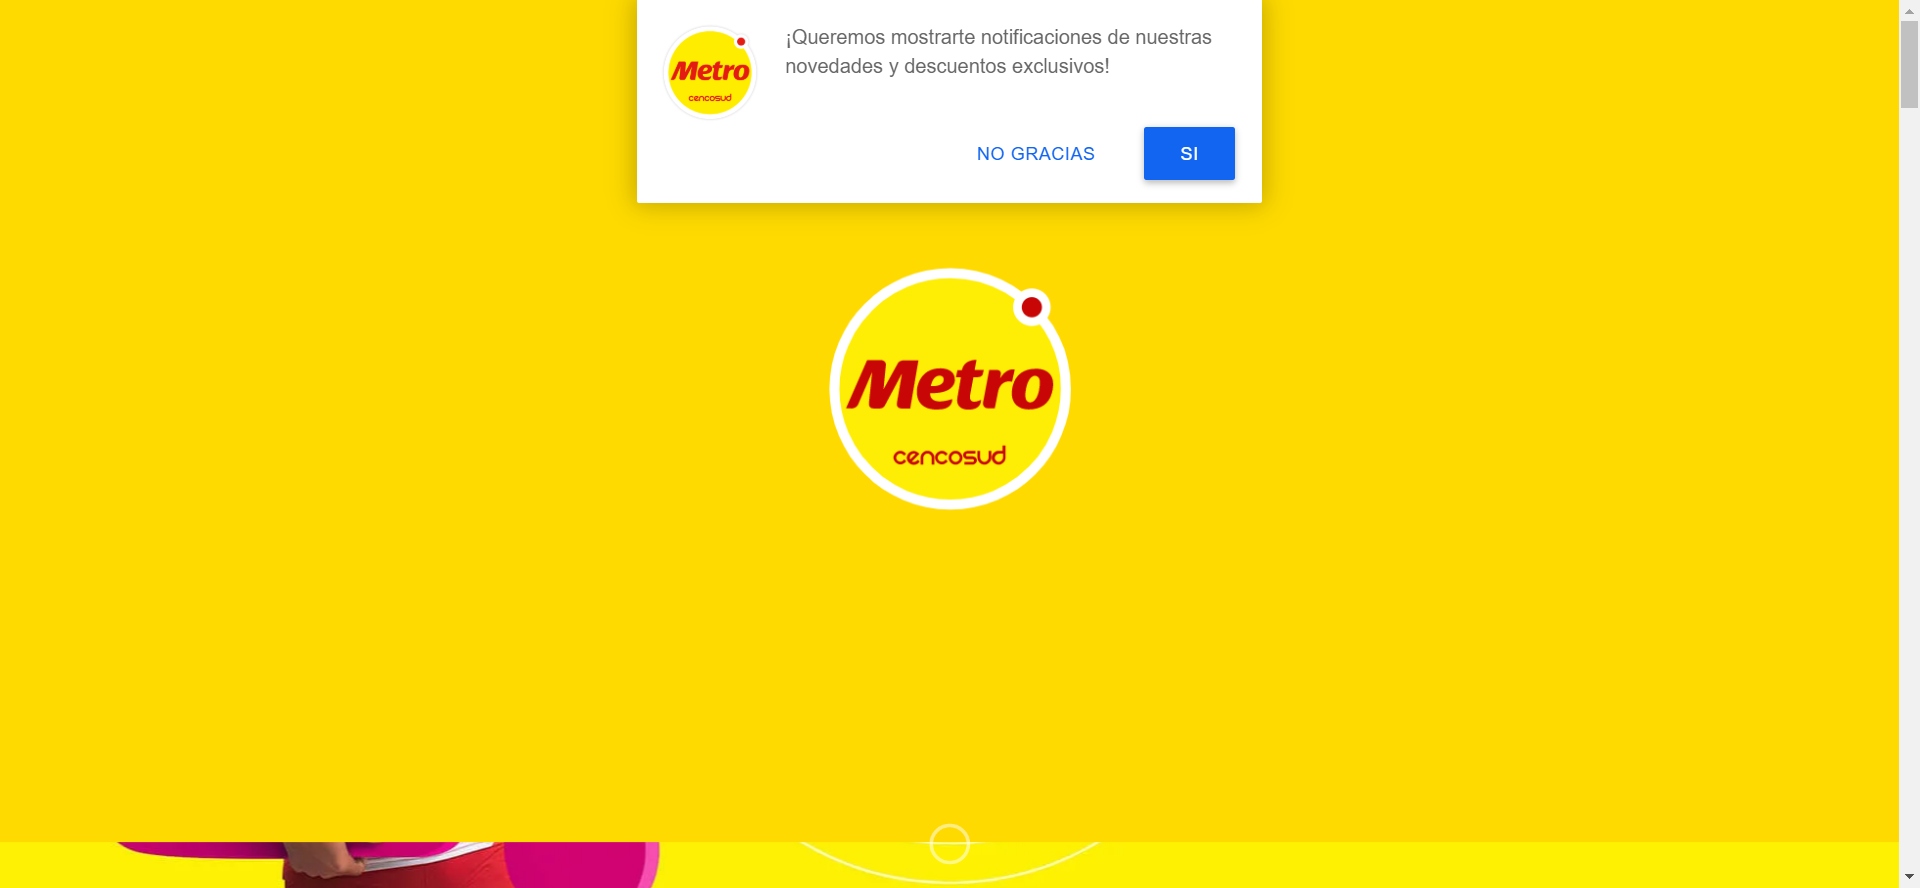 ¡Queremos mostrarte notificaciones de nuestras
novedades y descuentos exclusivos!
Metro
cencosud
NO GRACIAS
SI
Metro
cencosud